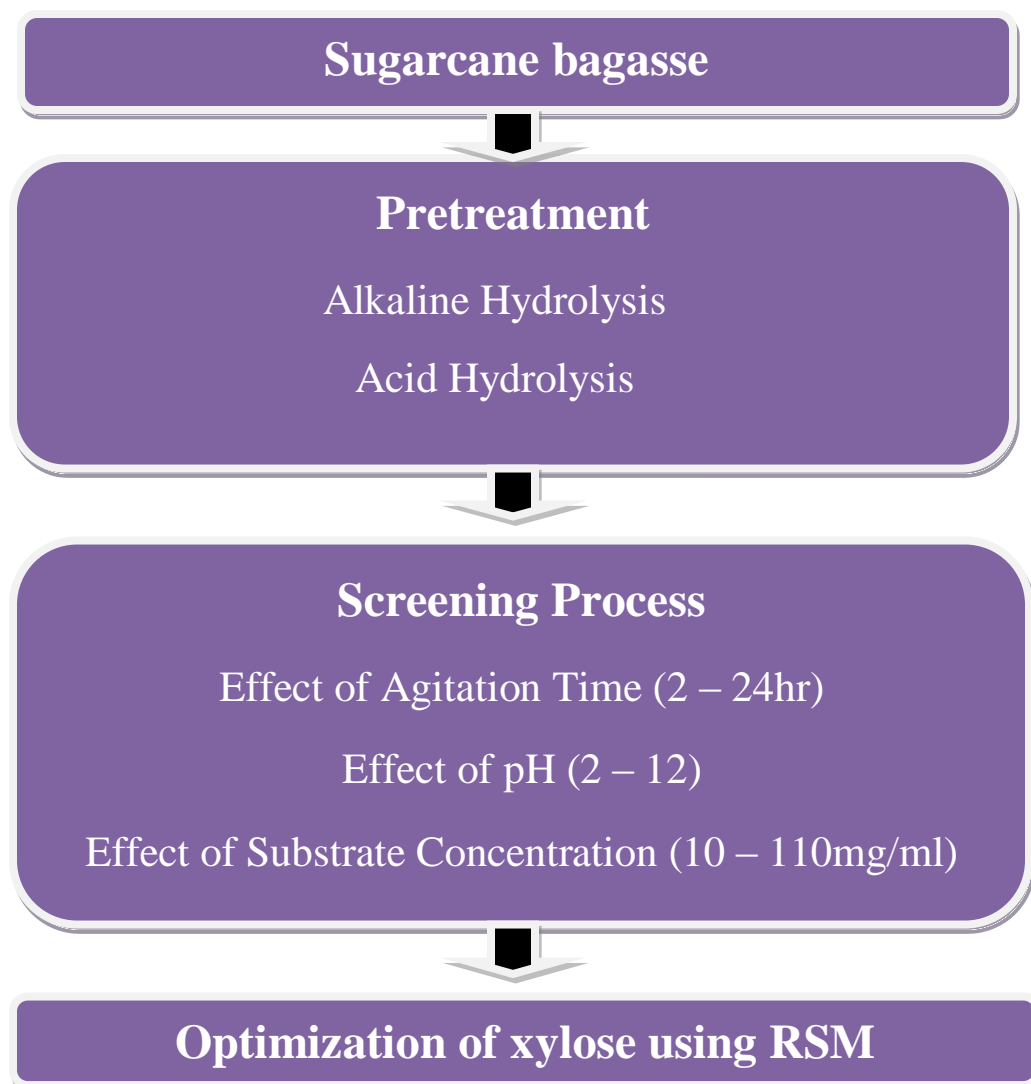 Sugarcane bagasse
Pretreatment
Alkaline Hydrolysis
Acid Hydrolysis
Screening Process
Effect of Agitation Time (2 – 24hr)
Effect of pH (2 – 12)
Effect of Substrate Concentration (10 – 110mg/ml)
Optimization of xylose using RSM